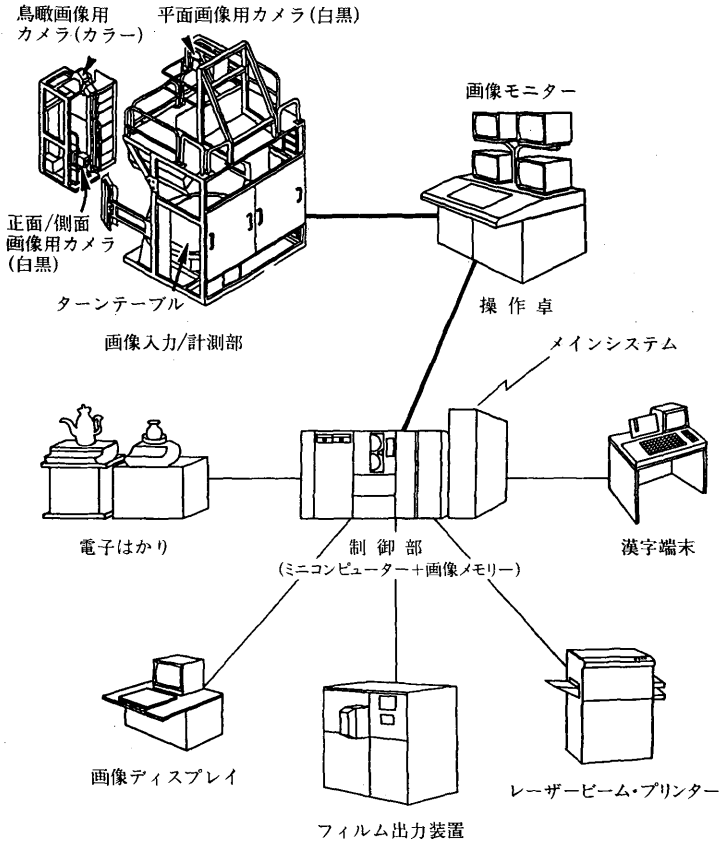 鳥瞰画像用
カメラ(カラー)
平面画像用カメラ(白黒)
画像モニター
正面/側面
画像用カメラ
(白黒)
ターンテーブル
画像入力/計測部
操作卓
メインシステム
電子はかり
制御部
(ミニコンピューター+画像メモリー)
漢字端末
画像ディスプレイ
フィルム出力装置
レーザービーム・プリンター